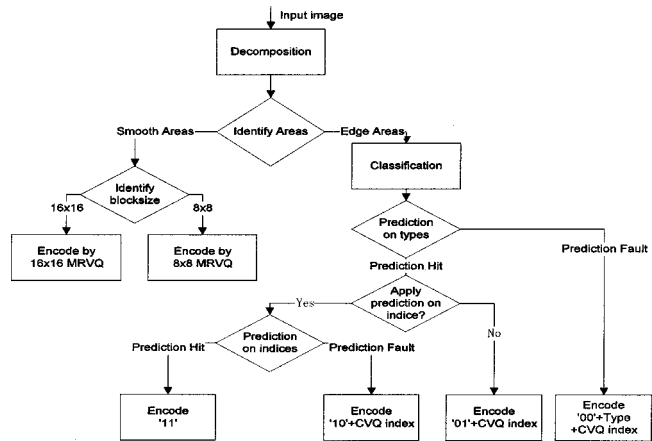 Input image
Decomposition
Smooth Areas
Identify Areas
Edge Areas
Classification
Identify
blocksize
16x16
8x8
Prediction
on types
Encode by
16x16 MRVQ
Encode by
8x8 MRVQ
Prediction Fault
Prediction Hit
Apply
prediction on
indice?
Yes
No
Prediction
on indices
Prediction Hit
Prediction Fault
Encode
'11'
Encode
'10'+CVQ index
Encode
'01'+CVQ index
Encode
'00'+Type
+CVQ index